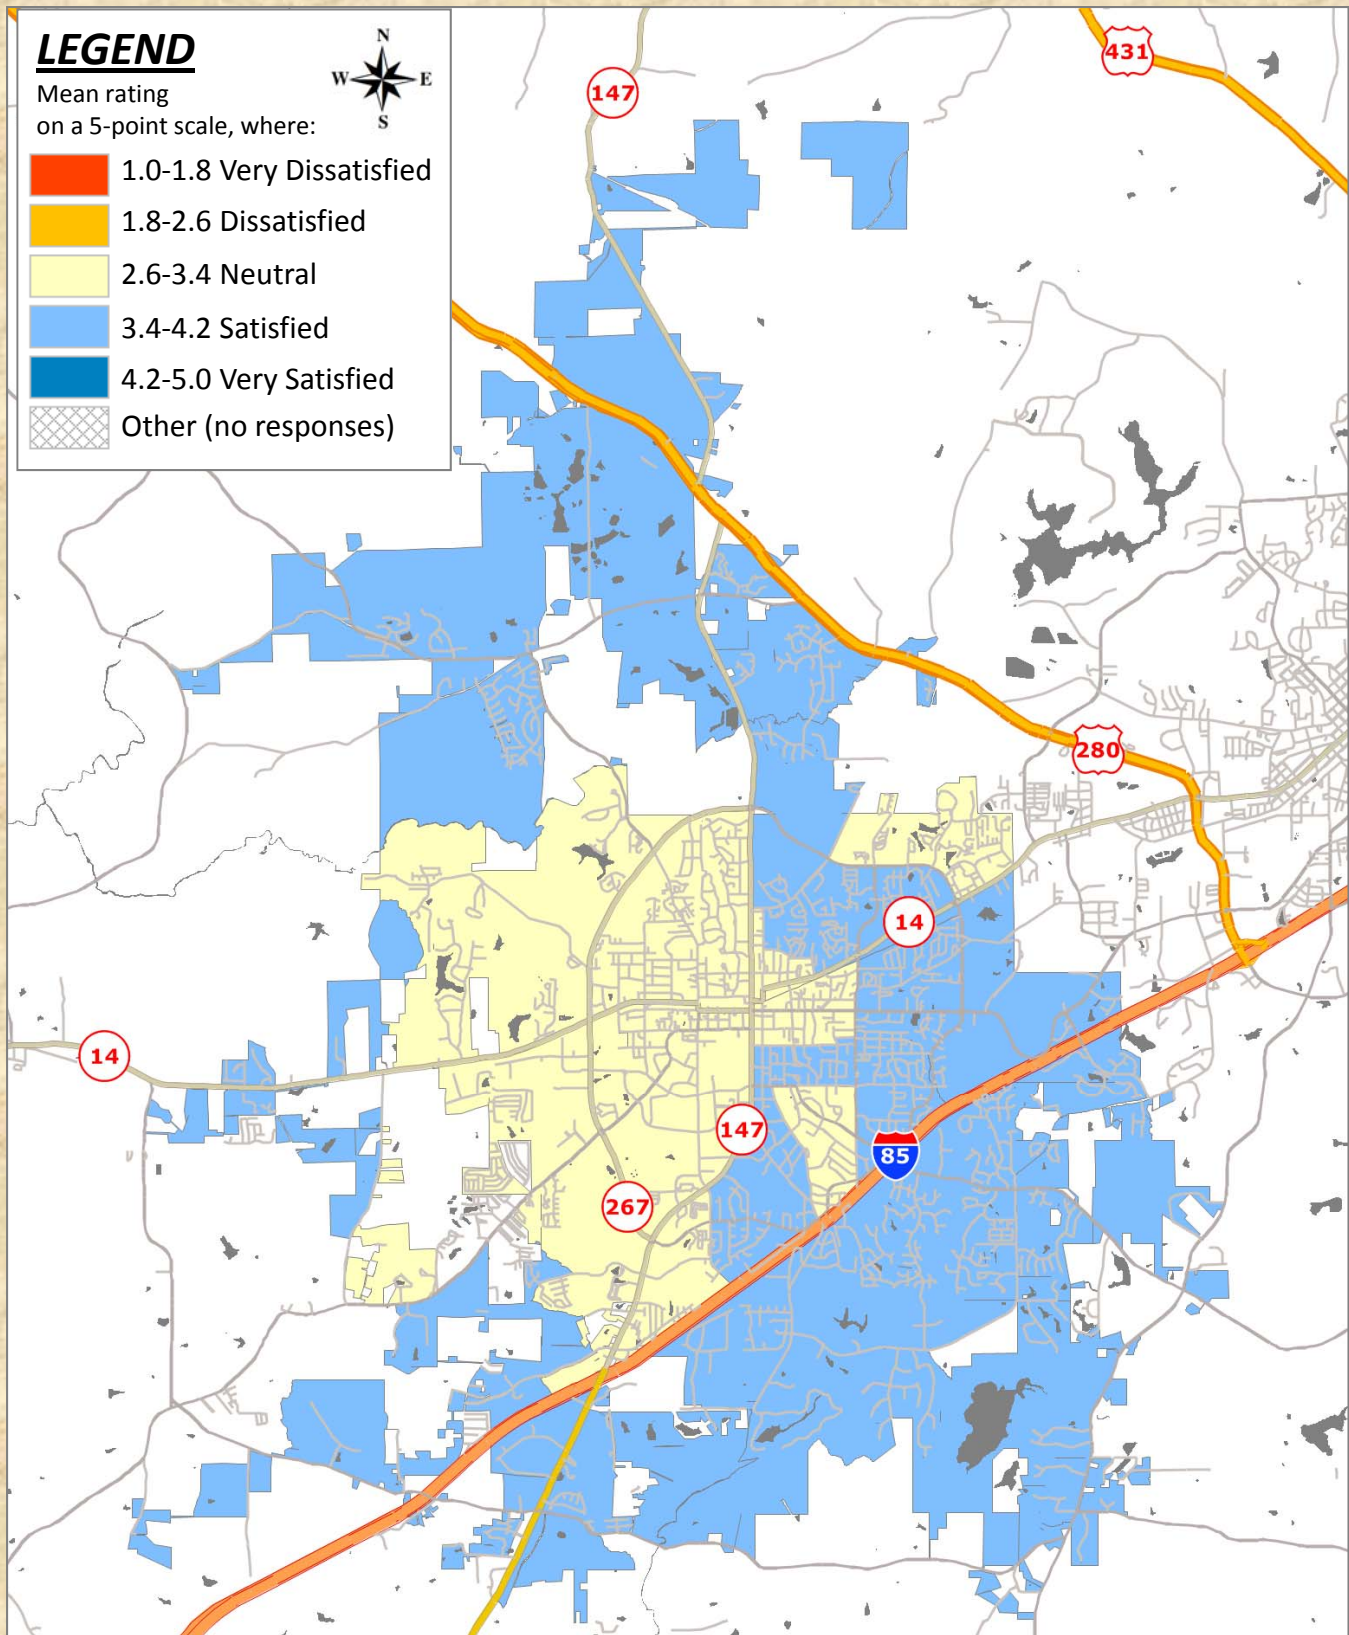 LEGEND
N
W E
S
Mean rating
on a 5-point scale, where:
1.0-1.8 Very Dissatisfied
1.8-2.6 Dissatisfied
2.6-3.4 Neutral
3.4-4.2 Satisfied
4.2-5.0 Very Satisfied
Other (no responses)
431
147
280
14
14
147
85
267